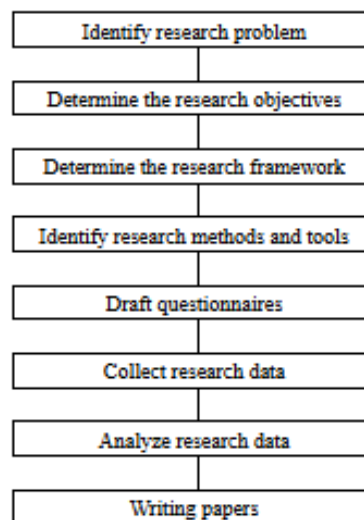 Identify research problem
Determine the research objectives
Determine the research framework
Identify research methods and tools
Draft questionnaires
Collect research data
Analyze research data
Writing papers